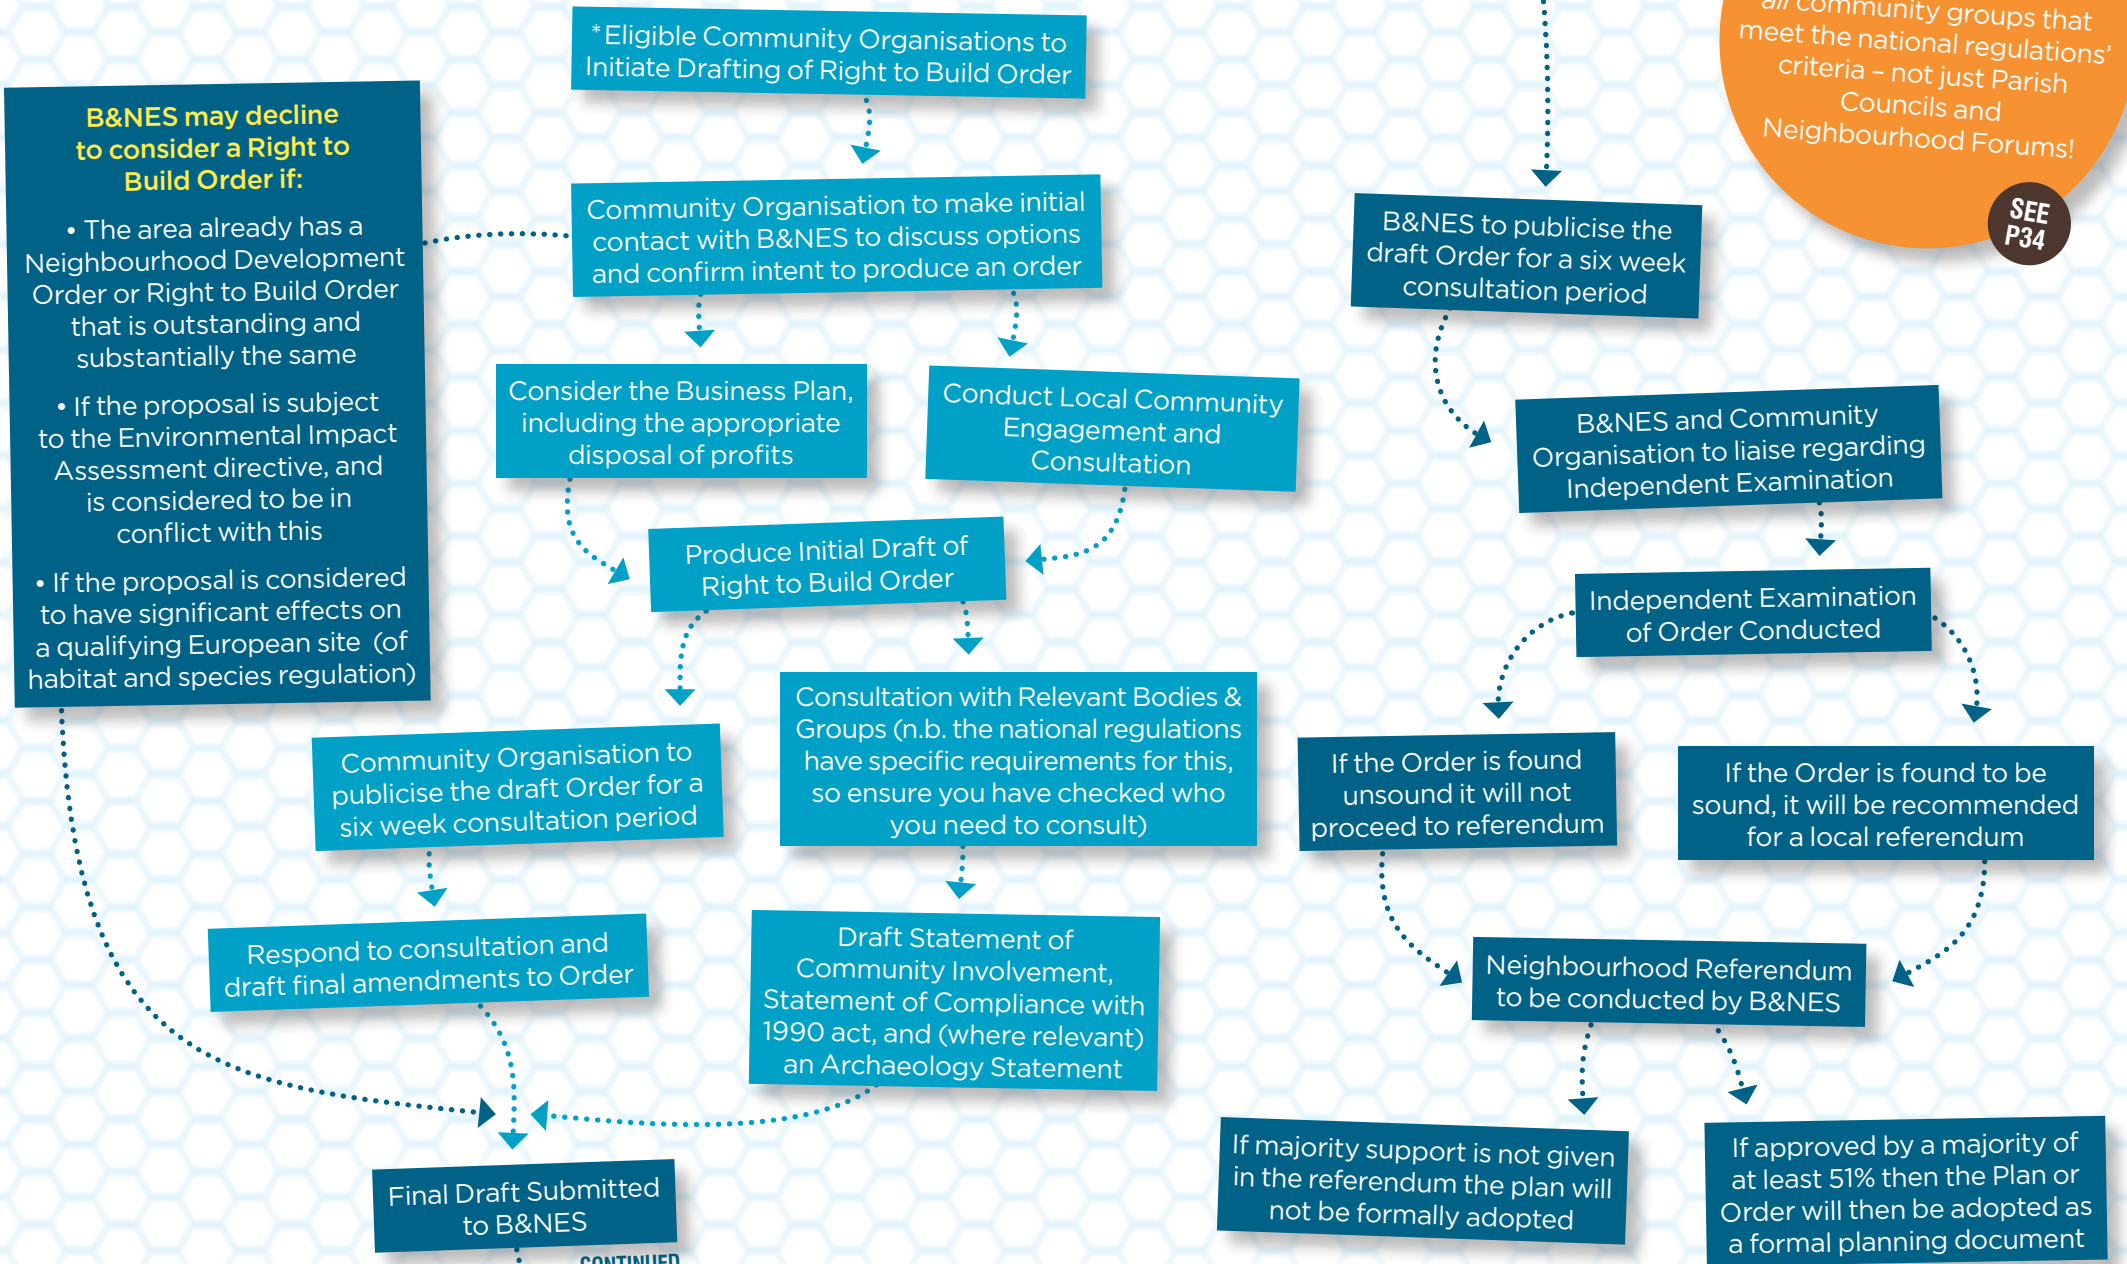 *Eligible Community Organisations to
Initiate Drafting of Right to Build Order
B&NES may decline
to consider a Right to
Build Order if:
• The area already has a
Neighbourhood Development
Order or Right to Build Order
that is outstanding and
substantially the same
• If the proposal is subject
to the Environmental Impact
Assessment directive, and
is considered to be in
conflict with this
• If the proposal is considered
to have significant effects on
a qualifying European site (of
habitat and species regulation)
Community Organisation to make initial
contact with B&NES to discuss options
and confirm intent to produce an order
Consider the Business Plan,
including the appropriate
disposal of profits
Conduct Local Community
Engagement and
Consultation
Produce Initial Draft of
Right to Build Order
Community Organisation to
publicise the draft Order for a
six week consultation period
Consultation with Relevant Bodies &
Groups (n.b. the national regulations
have specific requirements for this,
so ensure you have checked who
you need to consult)
Respond to consultation and
draft final amendments to Order
Draft Statement of
Community Involvement,
Statement of Compliance with
1990 act, and (where relevant)
an Archaeology Statement
Final Draft Submitted
to B&NES
CONTINUED
all community groups that
meet the national regulations'
criteria – not just Parish
Councils and
Neighbourhood Forums!
SEE
P34
B&NES to publicise the
draft Order for a six week
consultation period
B&NES and Community
Organisation to liaise regarding
Independent Examination
Independent Examination
of Order Conducted
If the Order is found
unsound it will not
proceed to referendum
If the Order is found to be
sound, it will be recommended
for a local referendum
Neighbourhood Referendum
to be conducted by B&NES
If majority support is not given
in the referendum the plan will
not be formally adopted
If approved by a majority of
at least 51% then the Plan or
Order will then be adopted as
a formal planning document